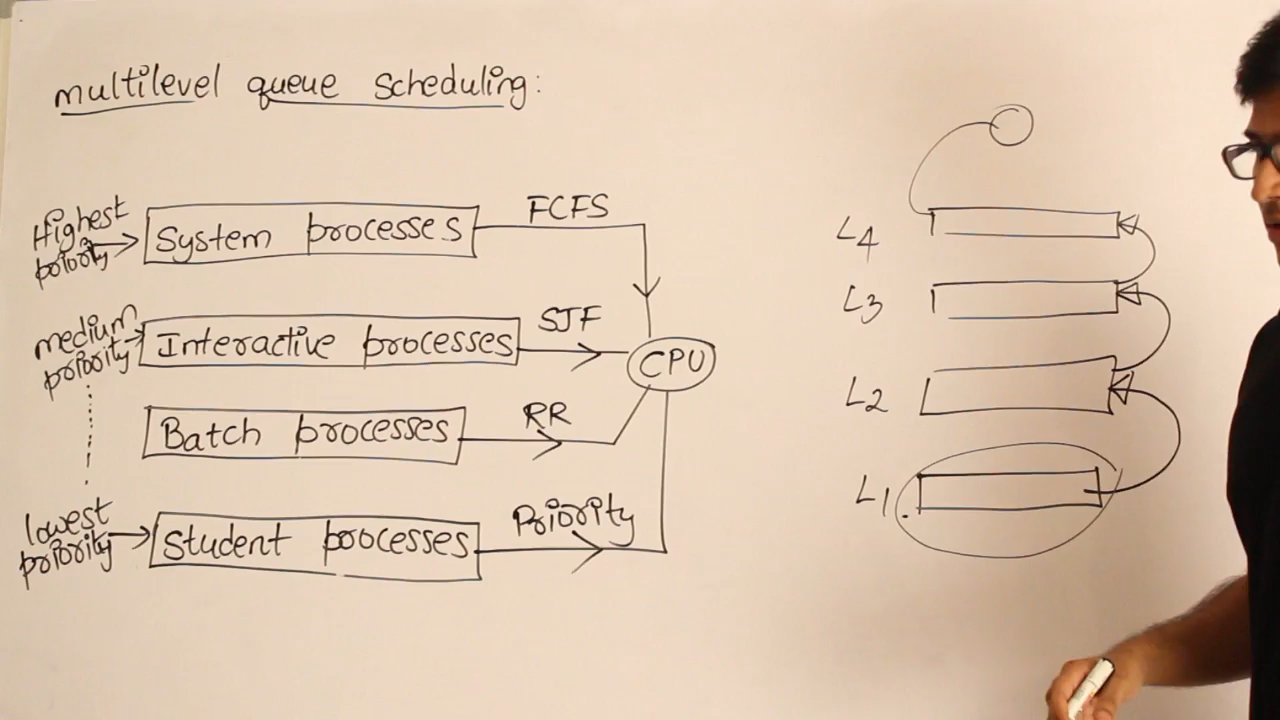 multilevel queue scheduling:
Highest
priority
System processes
FCFS
medium
priority
Interactive processes
SJF
CPU
Batch processes
RR
lowest
priority
Student processes
Priority
L4
L3
L2
L1